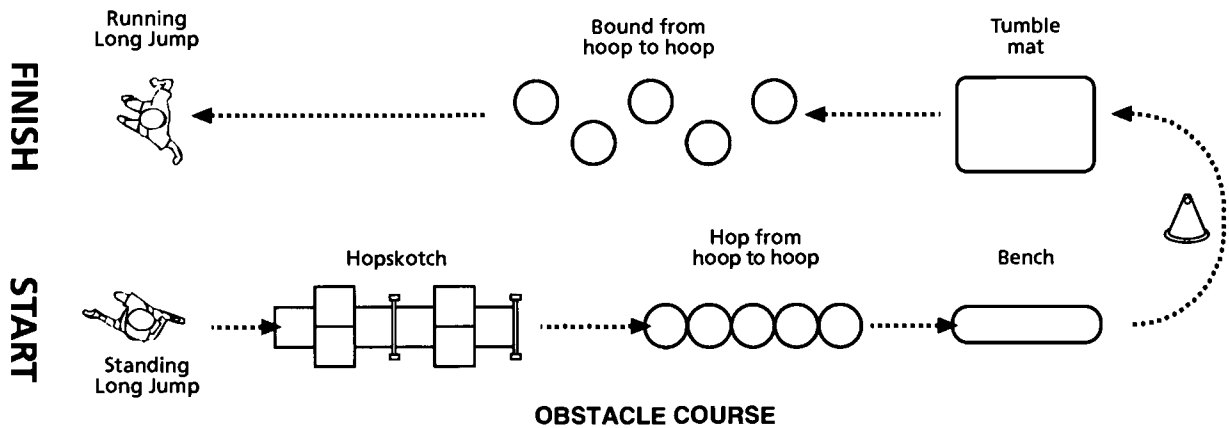 FINISH
Running
Long Jump
Bound from
hoop to hoop
Tumble
mat
START
Standing
Long Jump
Hopskotch
Hop from
hoop to hoop
Bench
OBSTACLE COURSE